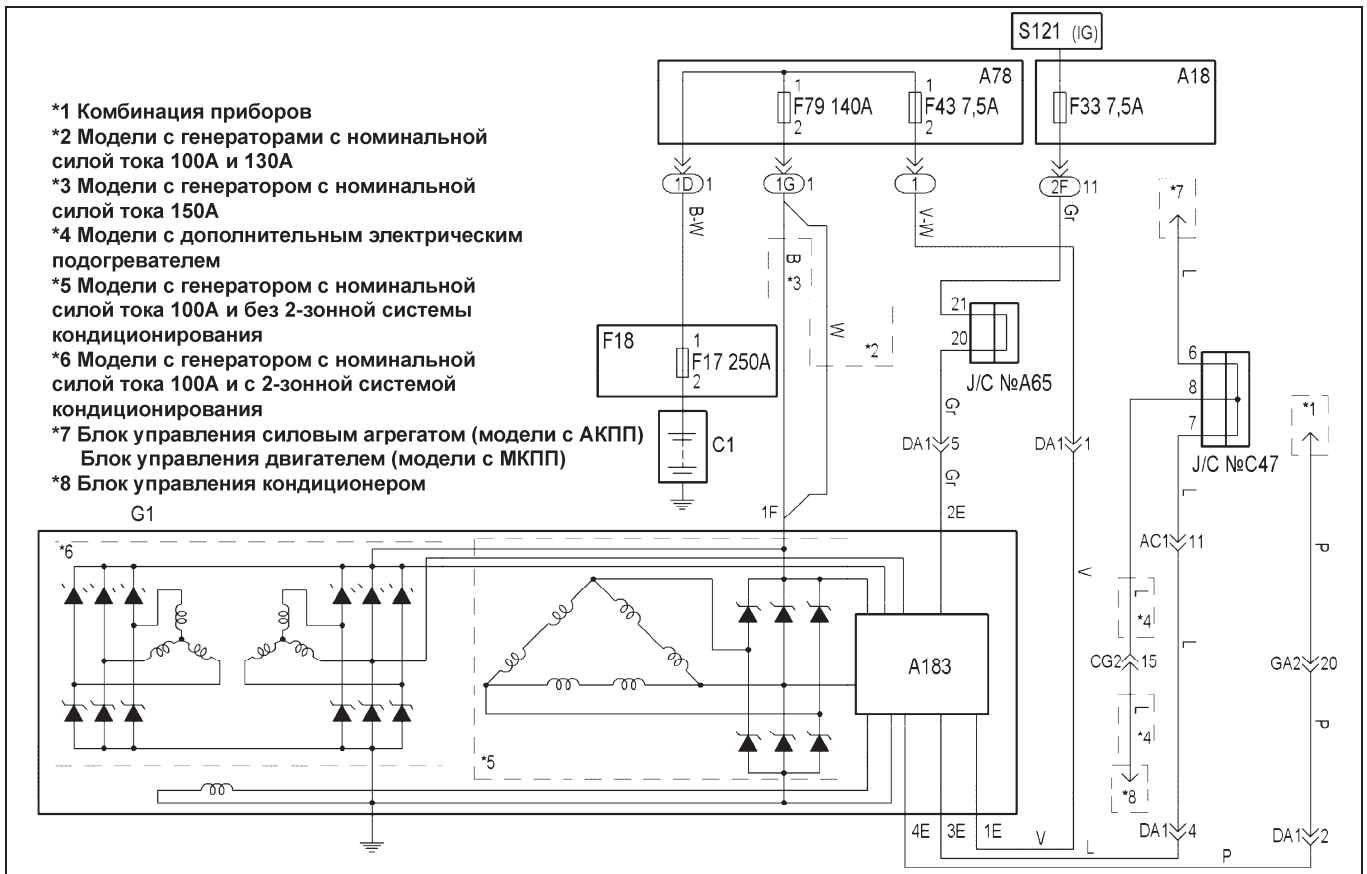 S121 (IG)
A78
A18
F79 140A
1
2
F43 7,5A
1
2
F33 7,5A
*1 Комбинация приборов
*2 Модели с генераторами с номинальной
силой тока 100А и 130А
*3 Модели с генератором с номинальной
силой тока 150А
*4 Модели с дополнительным электрическим
подогревателем
*5 Модели с генератором с номинальной
силой тока 100А и без 2-зонной системы
кондиционирования
*6 Модели с генератором с номинальной
силой тока 100А и с 2-зонной системой
кондиционирования
*7 Блок управления силовым агрегатом (модели с АКПП)
Блок управления двигателем (модели с МКПП)
*8 Блок управления кондиционером
1D 1
1G 1
1
2F 11
*7
B-W
V-W
Gr
B
*3
W
*2
L
F18
1
F17 250A
2
C1
21
20
J/C №A65
6
8
7
J/C №C47
*1
Gr
DA1 5
DA1 1
Gr
L
P
G1
1F
2E
AC1 11
V
L
*4
L
CG2 15
GA2 20
L
*4
P
*8
*6
*5
A183
4E
3E
1E
V
L
P
DA1 4
DA1 2